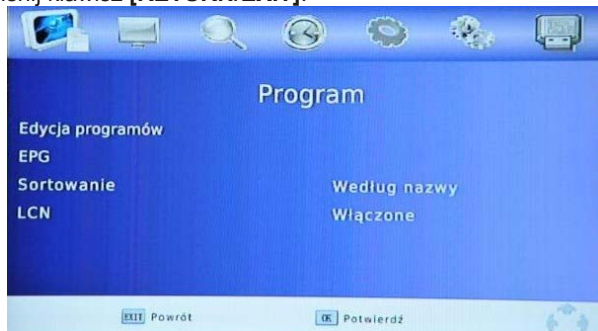 Program
Edycja programów
EPG
Sortowanie Według nazwy
LCN Włączone
EXIT Powrót OK Potwierdź